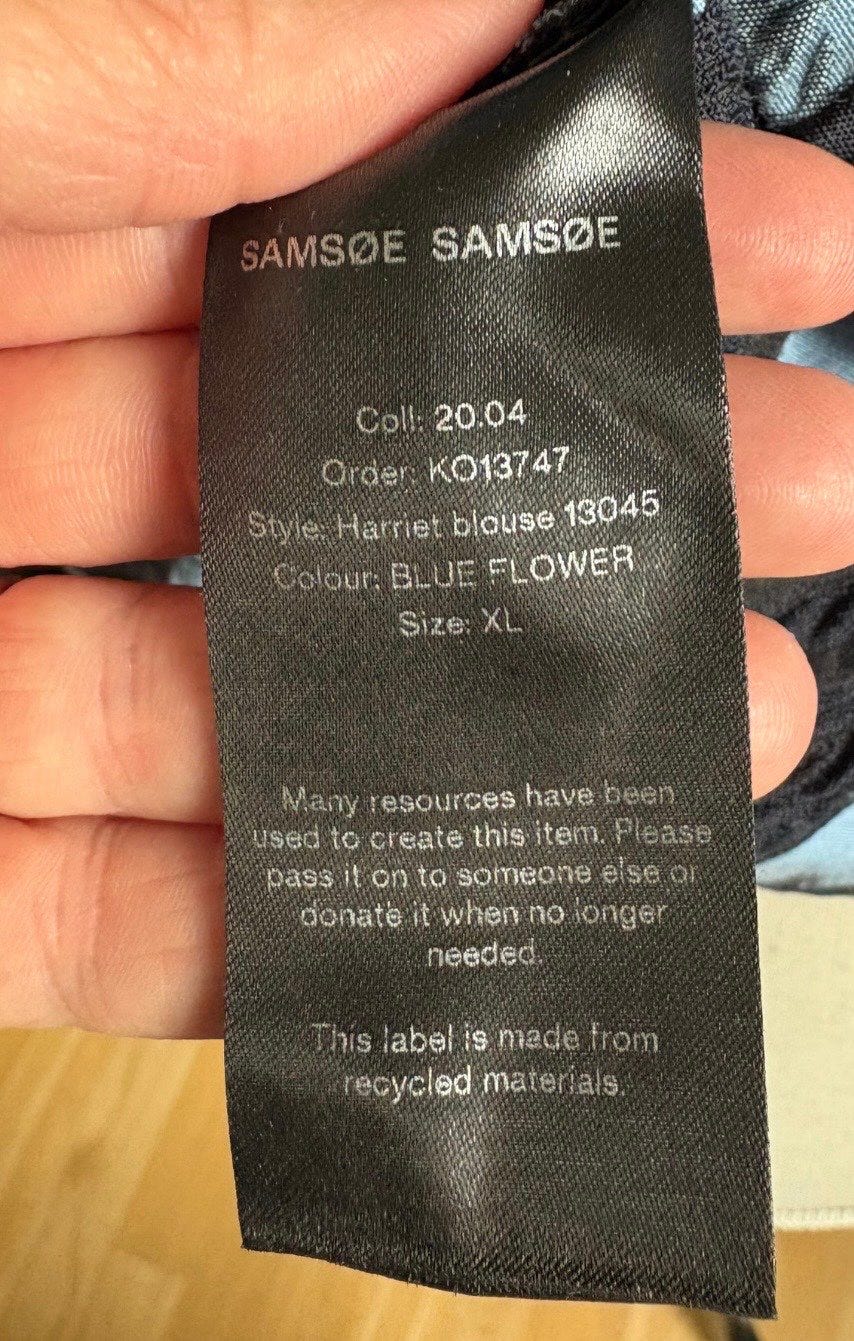 SAMSØE SAMSØE
Coll: 20.04
Order: KO13747
Style: Harriet blouse 13045
Colour: BLUE FLOWER
Size: XL
Many resources have been
used to create this item. Please
pass it on to someone else or
donate it when no longer
needed.
This label is made from
recycled materials.